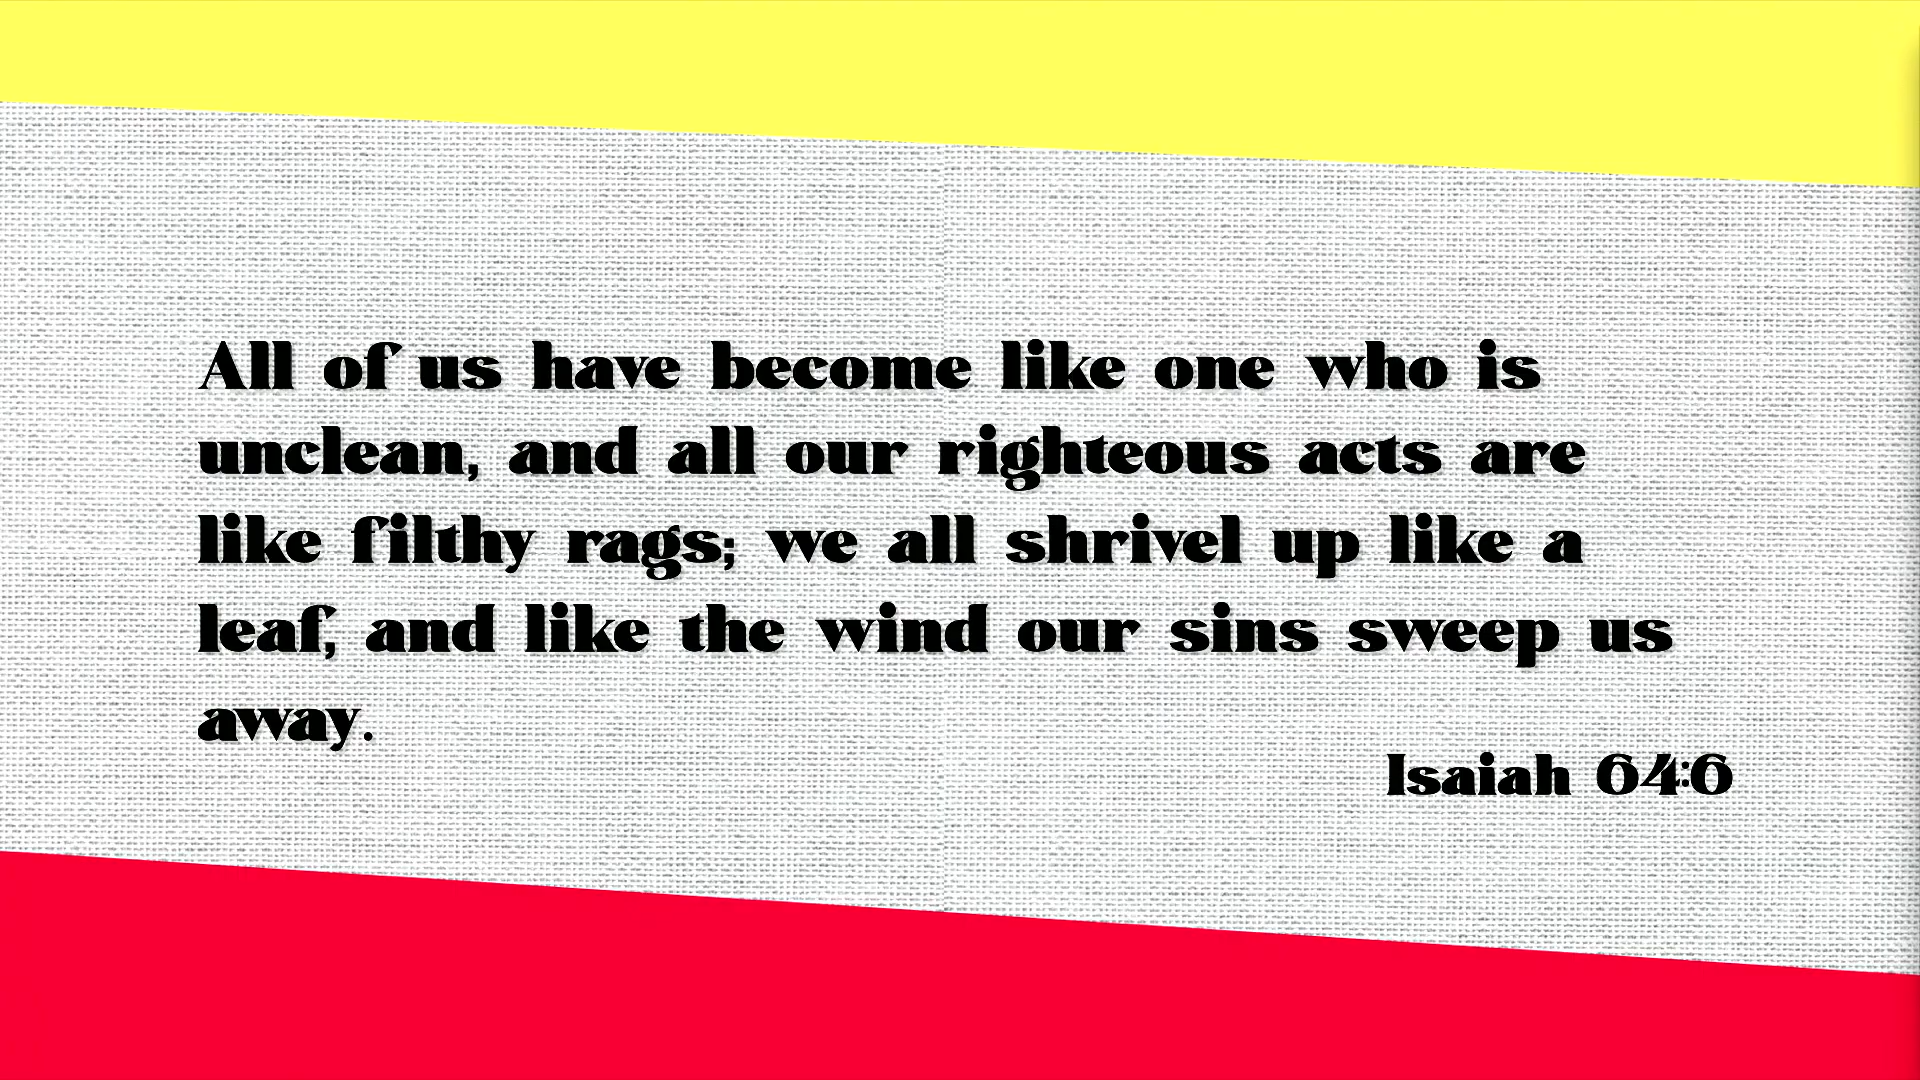 All of us have become like one who is
unclean, and all our righteous acts are
like filthy rags; we all shrivel up like a
leaf, and like the wind our sins sweep us
away.
Isaiah 64:6